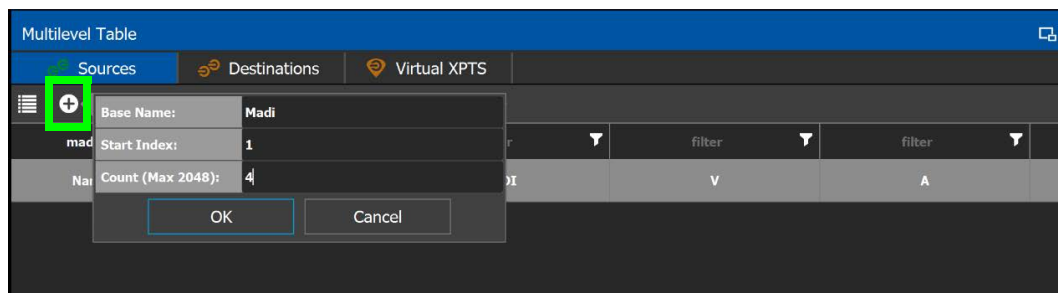 Multilevel Table
Sources Destinations Virtual XPTS
Base Name: Madi
mad Start Index: 1 filter filter
Count (Max 2048): 4 V A
OK Cancel